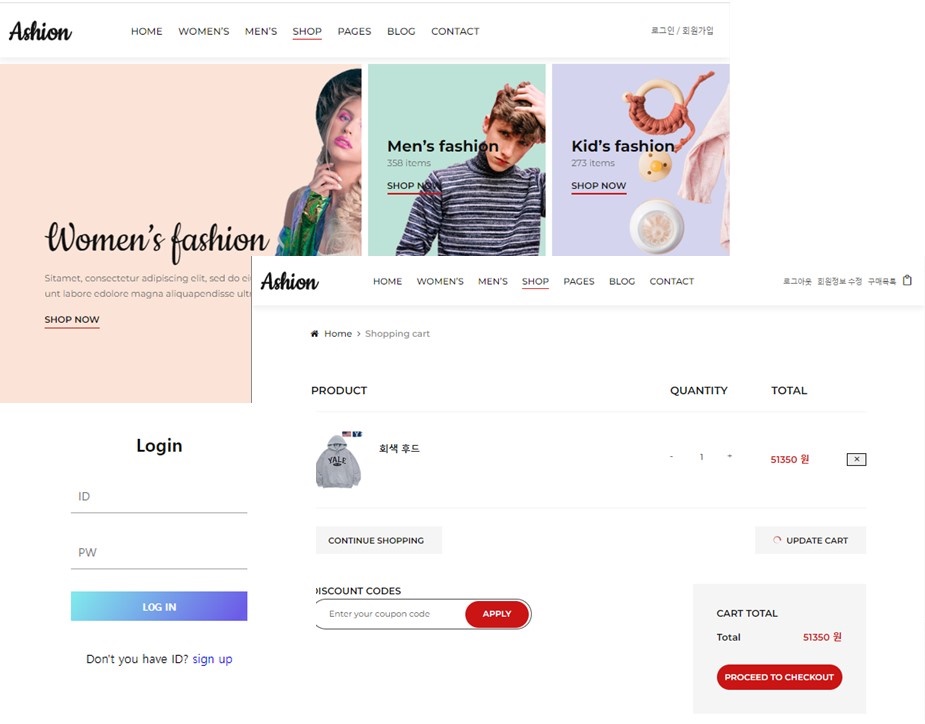 Ashion
HOME WOMEN'S MEN'S SHOP PAGES BLOG CONTACT
로그인 / 회원가입
Women's fashion
Sitamet, consectetur adipiscing elit, sed do
unt labore edolore magna aliquapendisse
SHOP NOW
Men's fashion
358 items
SHOP NOW
Kid's fashion
273 items
SHOP NOW
Ashion
HOME WOMEN'S MEN'S SHOP PAGES BLOG CONTACT
로그아웃 회원정보 수정 구매목록
Home > Shopping cart
PRODUCT QUANTITY TOTAL
YALE
회색 후드
- 1 +
51350 원
×
CONTINUE SHOPPING
UPDATE CART
DISCOUNT CODES
Enter your coupon code
APPLY
CART TOTAL
Total 51350 원
PROCEED TO CHECKOUT
Login
ID
PW
LOG IN
Don't you have ID? sign up